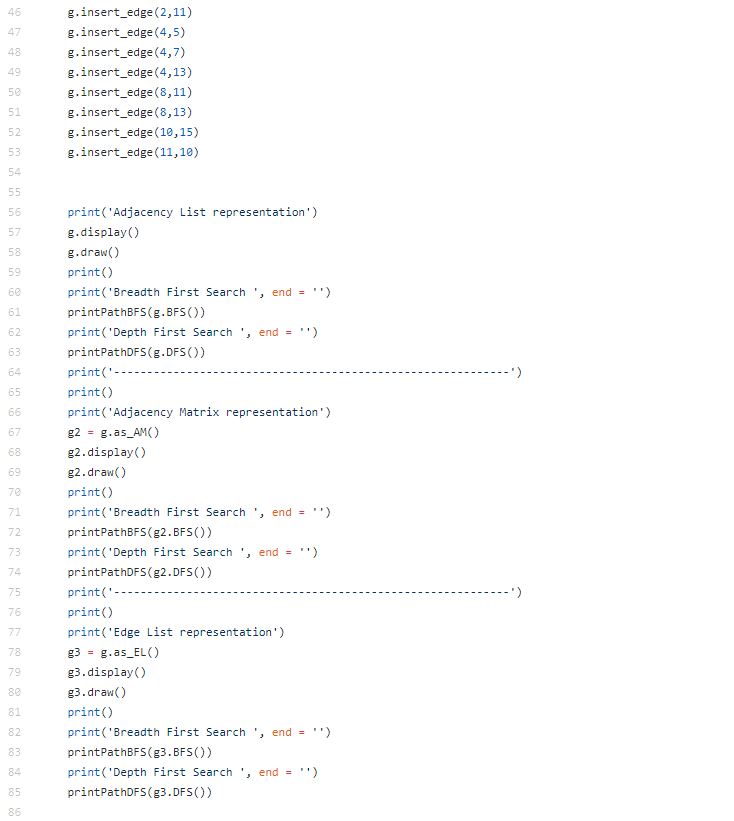 46 g.insert_edge(2,11)
47 g.insert_edge(4,5)
48 g.insert_edge(4,7)
49 g.insert_edge(4,13)
50 g.insert_edge(8,11)
51 g.insert_edge(8,13)
52 g.insert_edge(10,15)
53 g.insert_edge(11,10)
54
55
56 print('Adjacency List representation')
57 g.display()
58 g.draw()
59 print()
60 print('Breadth First Search ', end = '')
61 printPathBFS(g.BFS())
62 print('Depth First Search ', end = '')
63 printPathDFS(g.DFS())
64 print('------------------------------------------------------------')
65 print()
66 print('Adjacency Matrix representation')
67 g2 = g.as_AM()
68 g2.display()
69 g2.draw()
70 print()
71 print('Breadth First Search ', end = '')
72 printPathBFS(g2.BFS())
73 print('Depth First Search ', end = '')
74 printPathDFS(g2.DFS())
75 print('------------------------------------------------------------')
76 print()
77 print('Edge List representation')
78 g3 = g.as_EL()
79 g3.display()
80 g3.draw()
81 print()
82 print('Breadth First Search ', end = '')
83 printPathBFS(g3.BFS())
84 print('Depth First Search ', end = '')
85 printPathDFS(g3.DFS())
86